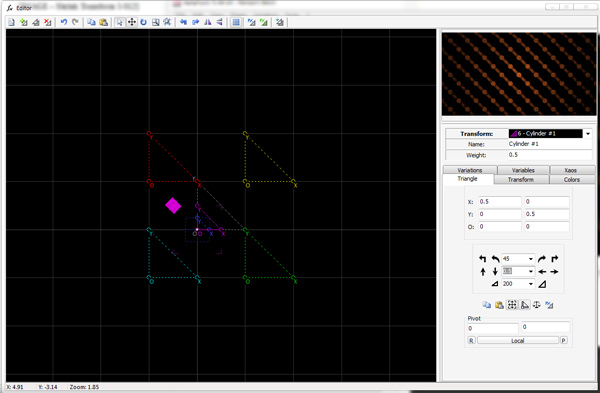 Editor
Transform: 6 - Cylinder #1
Name: Cylinder #1
Weight: 0.5
Variations Variables Xaos
Triangle Transform Colors
X: 0.5 0
Y: 0 0.5
O: 0 0
45
200
Pivot
0 0
R Local P
Y Y
O X O X
Y
Y
Y O O X X Y
O X O X
X: 4.91 Y: -3.14 Zoom: 1.85